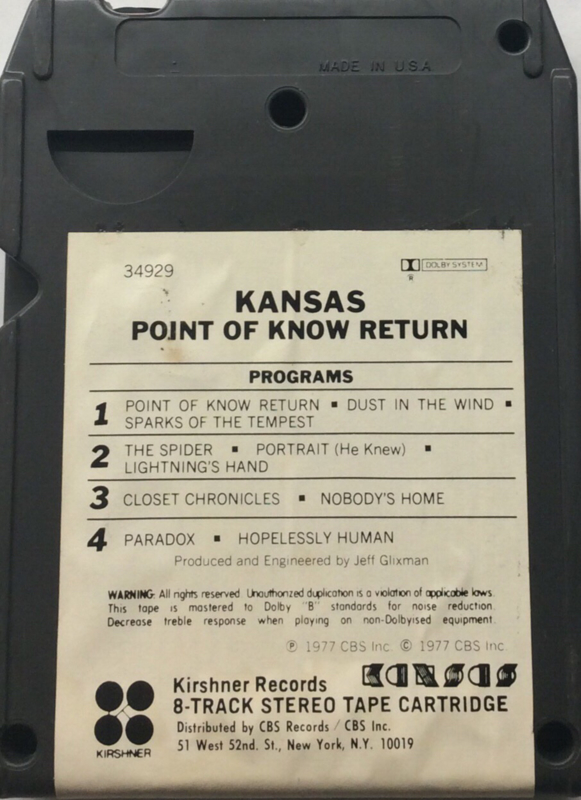 MADE IN U.S.A.
34929
DOLBY SYSTEM
KANSAS
POINT OF KNOW RETURN
PROGRAMS
1 POINT OF KNOW RETURN ▪ DUST IN THE WIND ▪
SPARKS OF THE TEMPEST
2 THE SPIDER ▪ PORTRAIT (He Knew) ▪
LIGHTNING'S HAND
3 CLOSET CHRONICLES ▪ NOBODY'S HOME
4 PARADOX ▪ HOPELESSLY HUMAN
Produced and Engineered by Jeff Glixman
WARNING: All rights reserved. Unauthorized duplication is a violation of applicable laws.
This tape is mastered to Dolby "B" standards for noise reduction.
Decrease treble response when playing on non-Dolbyised equipment.
℗ 1977 CBS Inc. © 1977 CBS Inc.
KANSAS
Kirshner Records
8-TRACK STEREO TAPE CARTRIDGE
Distributed by CBS Records / CBS Inc.
51 West 52nd. St., New York, N.Y. 10019
KIRSHNER